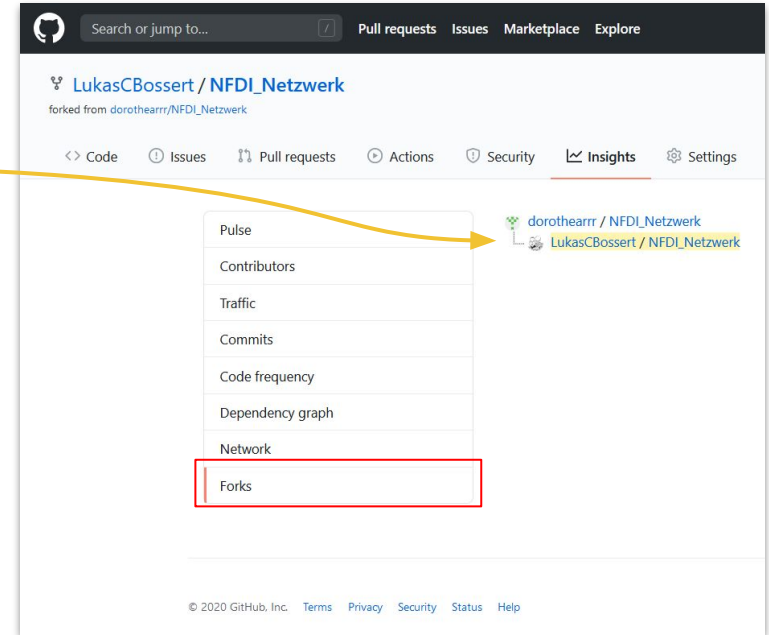 Search or jump to... / Pull requests Issues Marketplace Explore
LukasCBossert / NFDI_Netzwerk
forked from dorothearrr/NFDI_Netzwerk
<> Code Issues Pull requests Actions Security Insights Settings
Pulse
Contributors
Traffic
Commits
Code frequency
Dependency graph
Network
Forks
dorothearrr / NFDI_Netzwerk
LukasCBossert / NFDI_Netzwerk
© 2020 GitHub, Inc. Terms Privacy Security Status Help